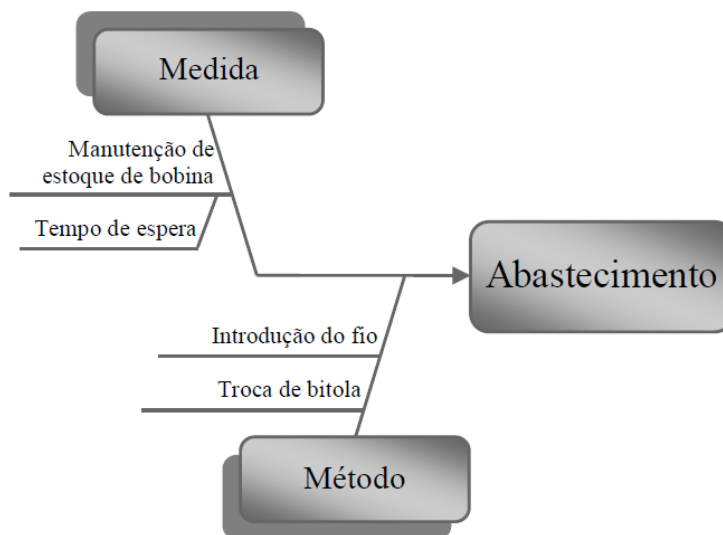 Medida
Manutenção de
estoque de bobina
Tempo de espera
Abastecimento
Introdução do fio
Troca de bitola
Método